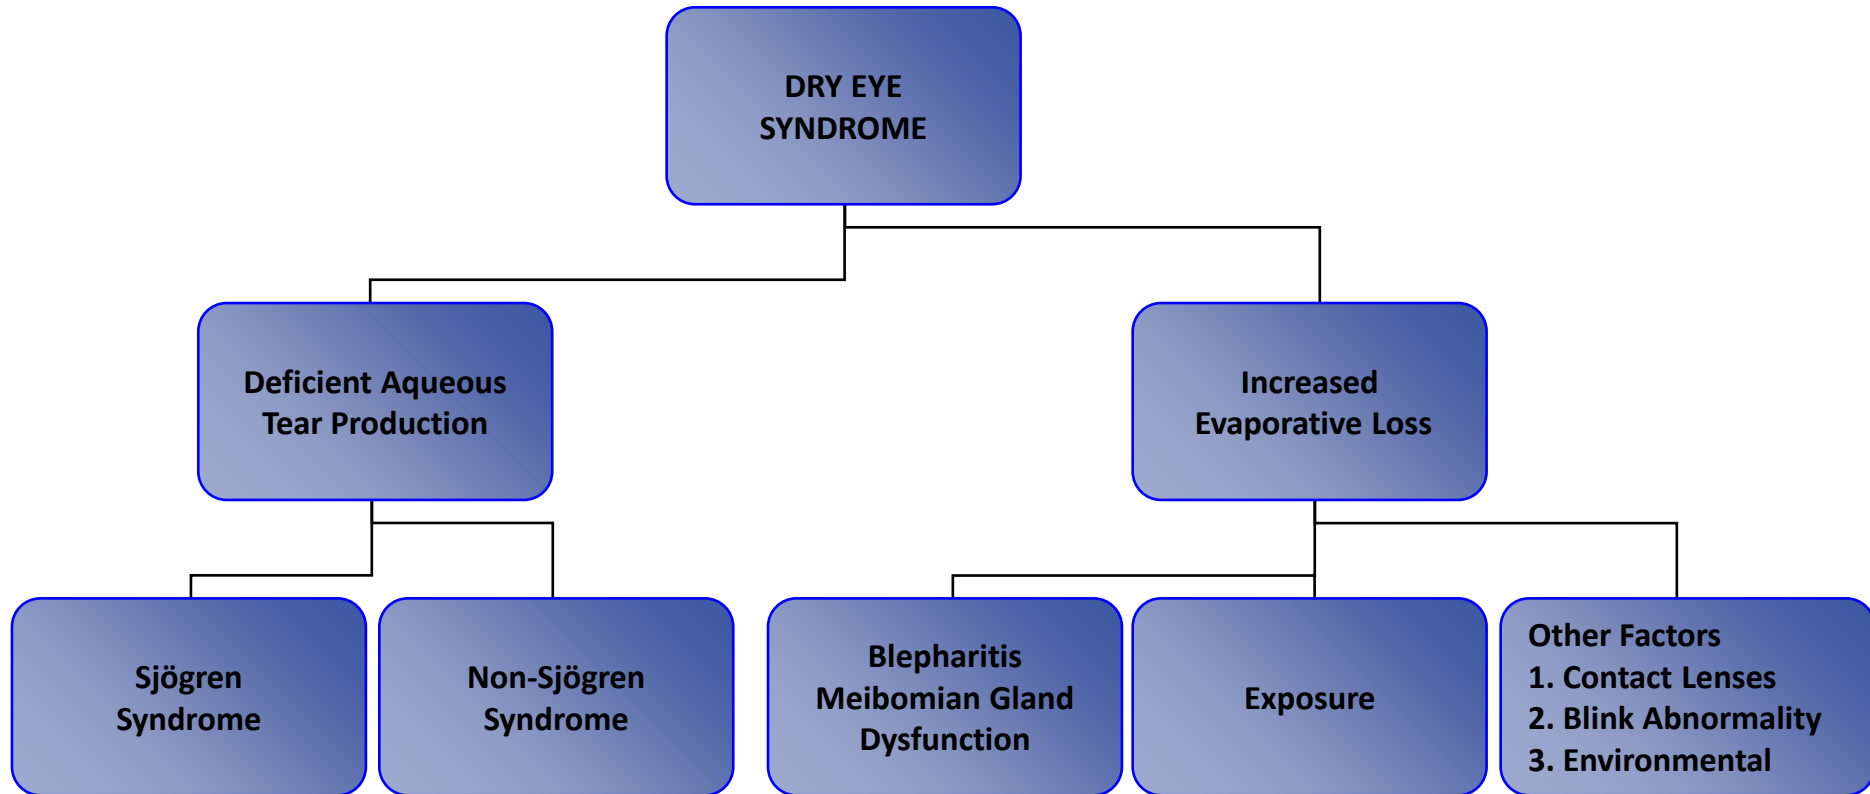 DRY EYE
SYNDROME
Deficient Aqueous
Tear Production
Increased
Evaporative Loss
Sjögren
Syndrome
Non-Sjögren
Syndrome
Blepharitis
Meibomian Gland
Dysfunction
Exposure
Other Factors
1. Contact Lenses
2. Blink Abnormality
3. Environmental